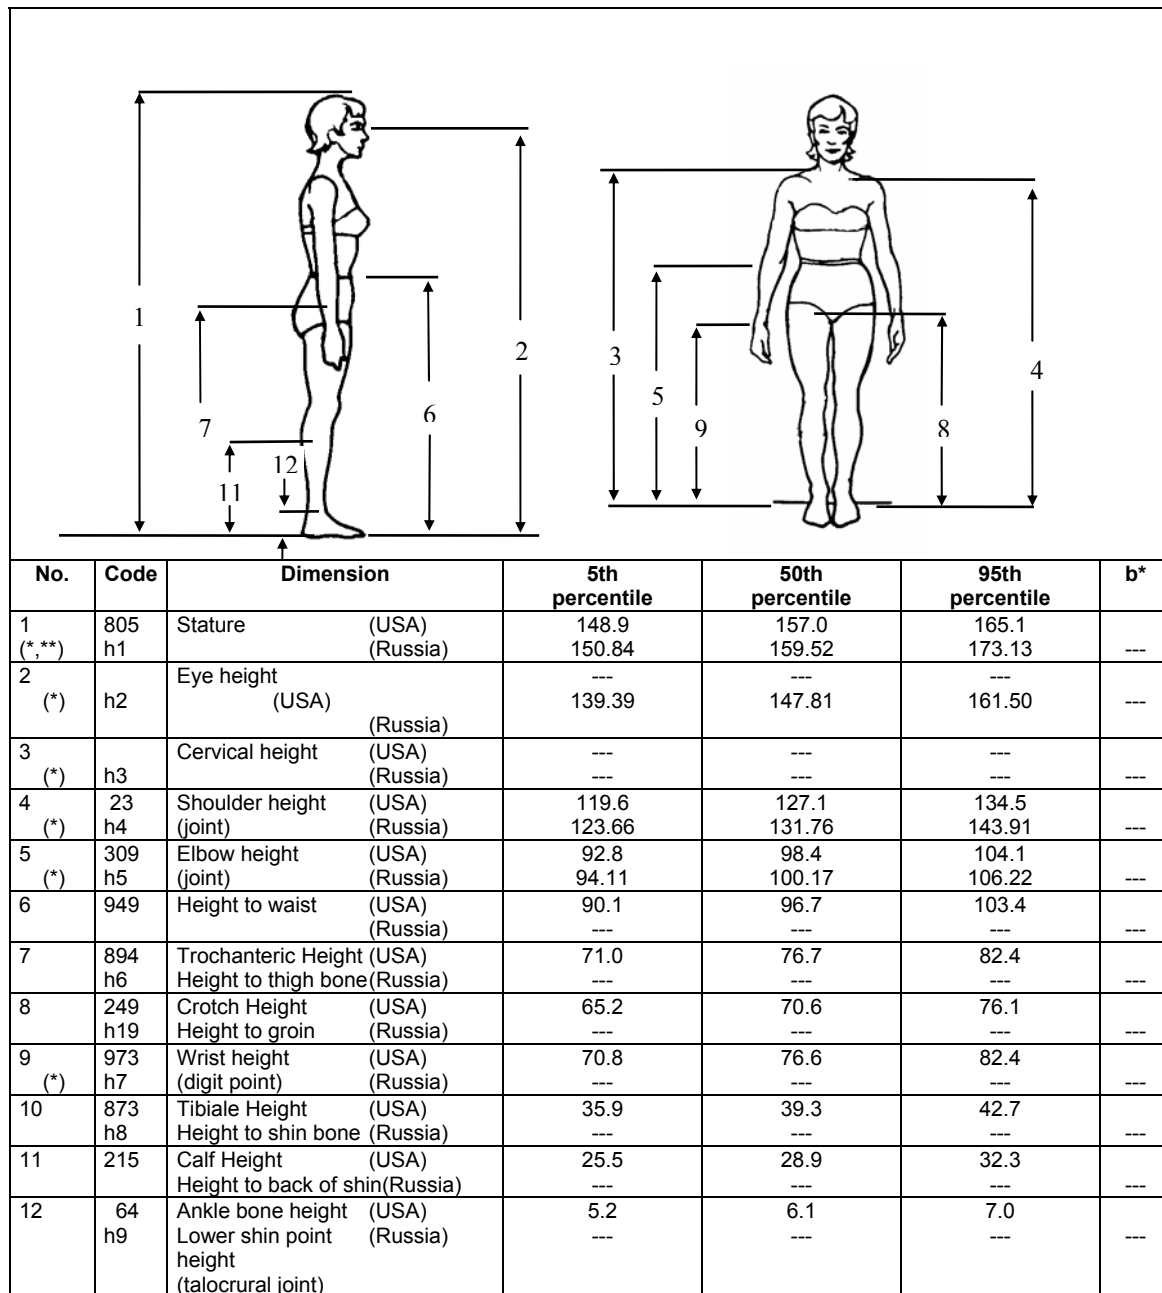 1
2
3
4
5
6
7
8
9
11
12
No. Code Dimension 5th percentile 50th percentile 95th percentile b*
1 805 Stature (USA) 148.9 157.0 165.1
(*,**) h1 (Russia) 150.84 159.52 173.13 ---
2 Eye height --- --- ---
(*) h2 (USA) 139.39 147.81 161.50 ---
(Russia)
3 Cervical height (USA) --- --- ---
(*) h3 (Russia) --- --- --- ---
4 23 Shoulder height (USA) 119.6 127.1 134.5
(*) h4 (joint) (Russia) 123.66 131.76 143.91 ---
5 309 Elbow height (USA) 92.8 98.4 104.1
(*) h5 (joint) (Russia) 94.11 100.17 106.22 ---
6 949 Height to waist (USA) 90.1 96.7 103.4
(Russia) --- --- --- ---
7 894 Trochanteric Height (USA) 71.0 76.7 82.4
h6 Height to thigh bone(Russia) --- --- --- ---
8 249 Crotch Height (USA) 65.2 70.6 76.1
h19 Height to groin (Russia) --- --- --- ---
9 973 Wrist height (USA) 70.8 76.6 82.4
(*) h7 (digit point) (Russia) --- --- --- ---
10 873 Tibiale Height (USA) 35.9 39.3 42.7
h8 Height to shin bone (Russia) --- --- --- ---
11 215 Calf Height (USA) 25.5 28.9 32.3
Height to back of shin(Russia) --- --- --- ---
12 64 Ankle bone height (USA) 5.2 6.1 7.0
h9 Lower shin point (Russia) --- --- --- ---
height
(talocrural joint)